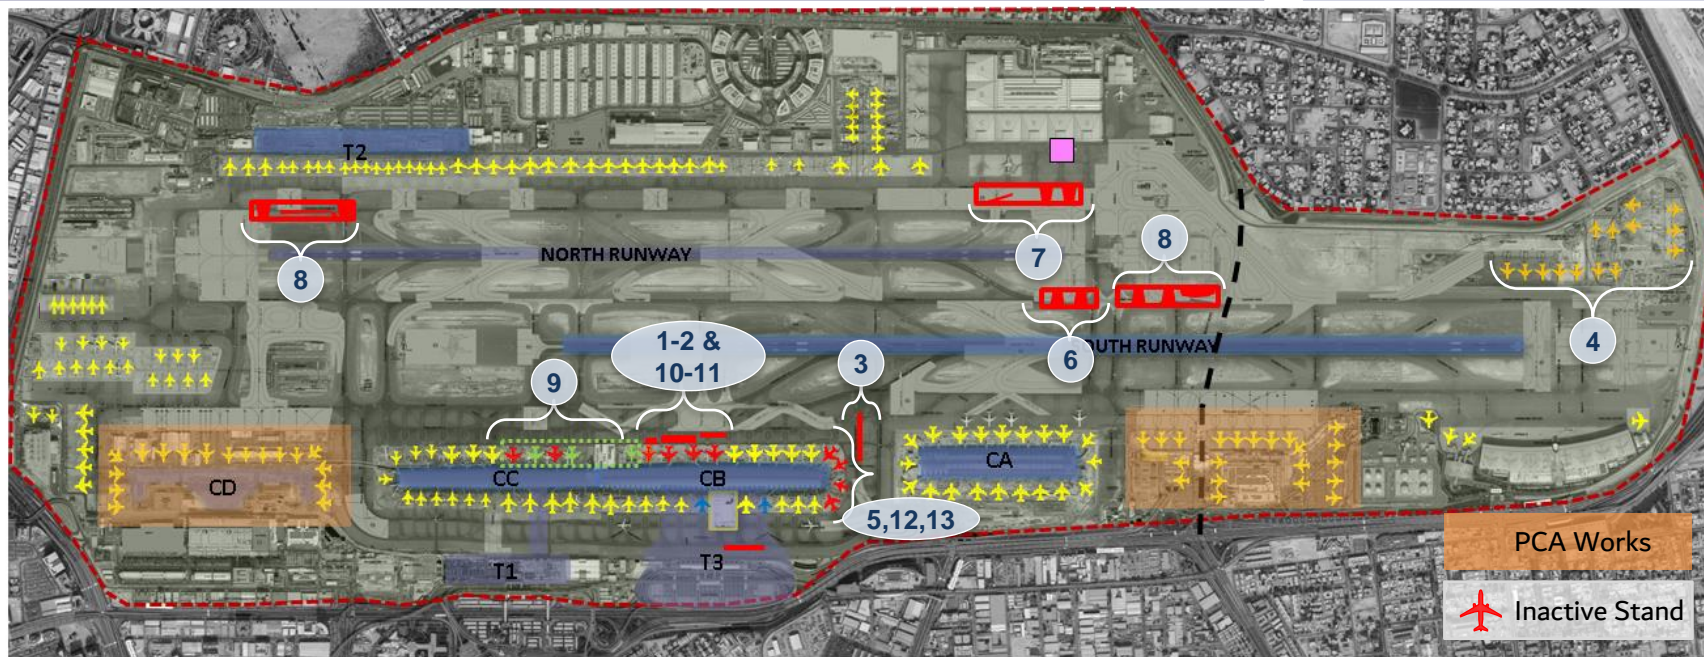 T2
8
NORTH RUNWAY
7
8
4
6
OUTH RUNWAY
1-2 &
10-11
3
9
CD
CC
CB
CA
5,12,13
T1
T3
PCA Works
Inactive Stand